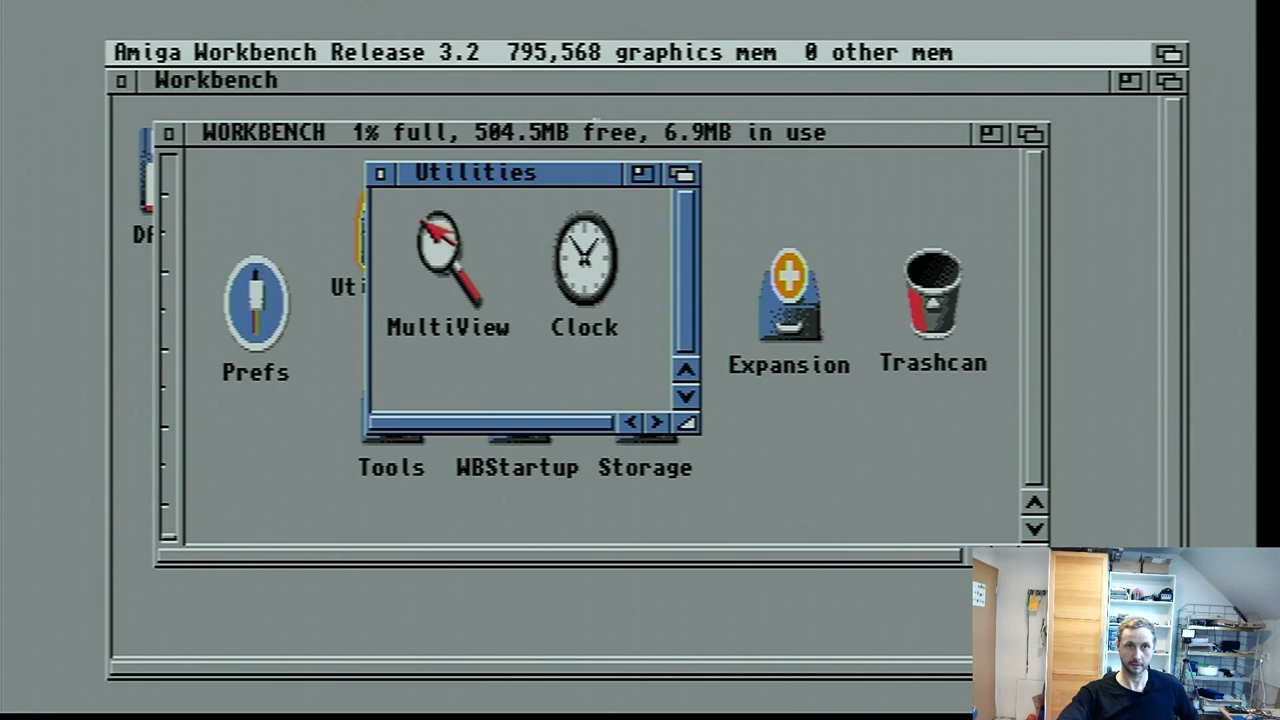 Amiga Workbench Release 3.2 795,568 graphics mem 0 other mem
Workbench
WORKBENCH 1% full, 504.5MB free, 6.9MB in use
Utilities
Uti
Prefs
MultiView
Clock
Expansion
Trashcan
Tools
WBStartup
Storage